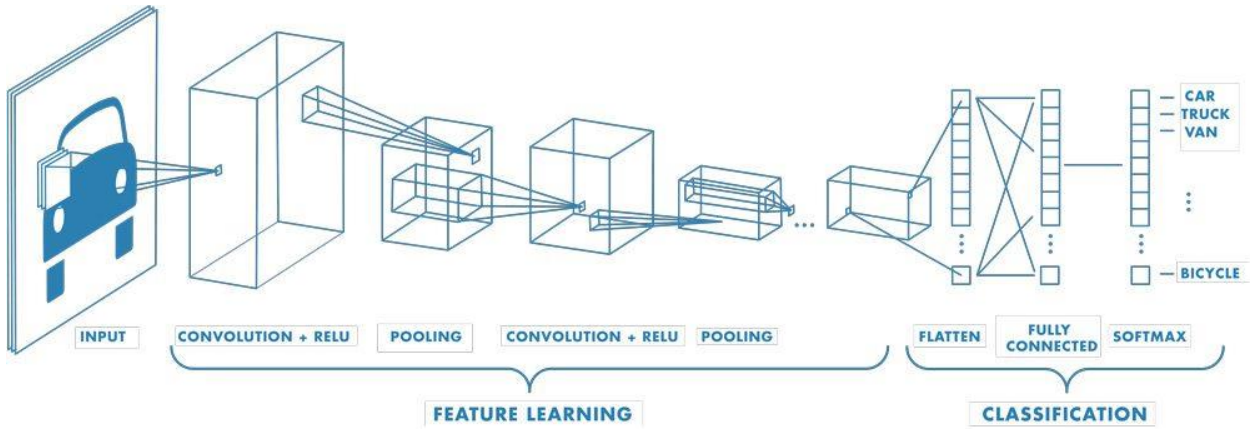 CAR
TRUCK
VAN
BICYCLE
INPUT
CONVOLUTION + RELU
POOLING
CONVOLUTION + RELU
POOLING
FLATTEN
FULLY
CONNECTED
SOFTMAX
FEATURE LEARNING
CLASSIFICATION